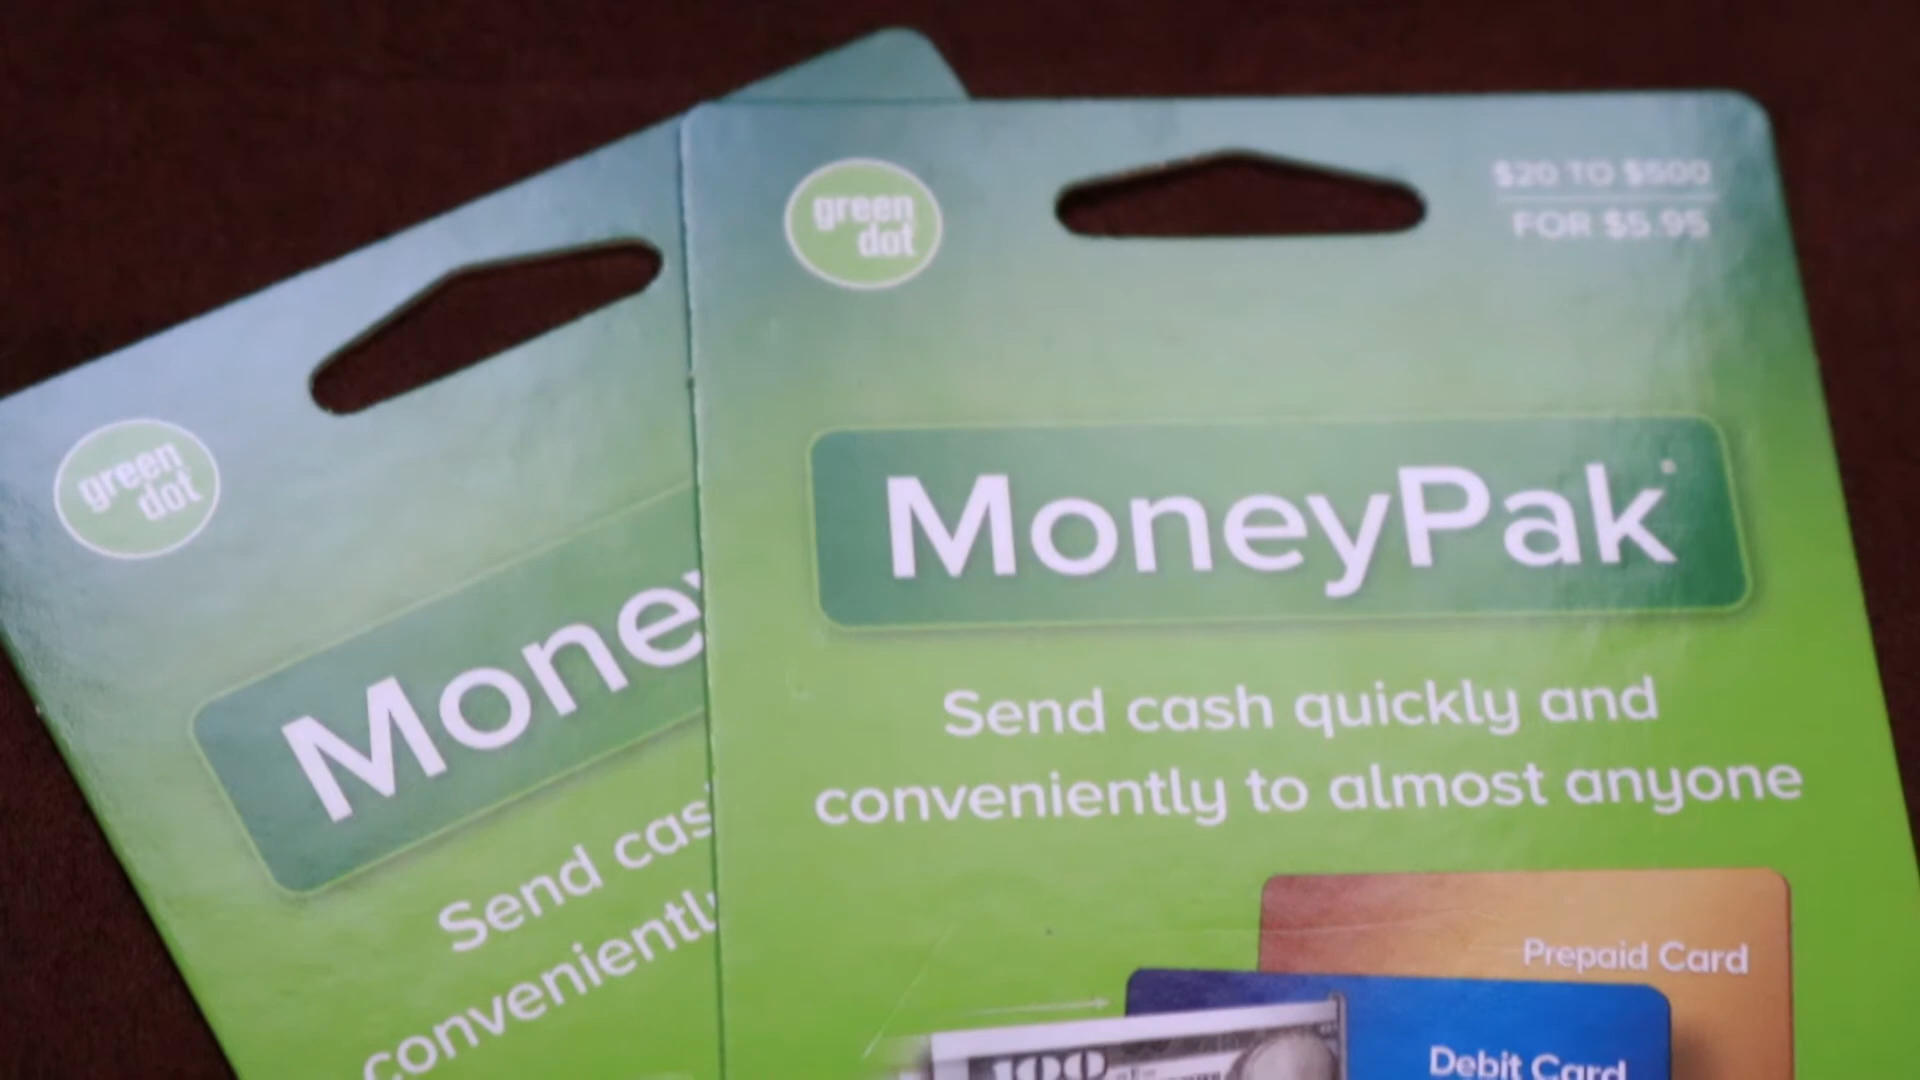 green
dot
Mone
Send cas
convenientl
green
dot
$20 TO $500
FOR $5.95
MoneyPak
Send cash quickly and
conveniently to almost anyone
Prepaid Card
Debit Card
100